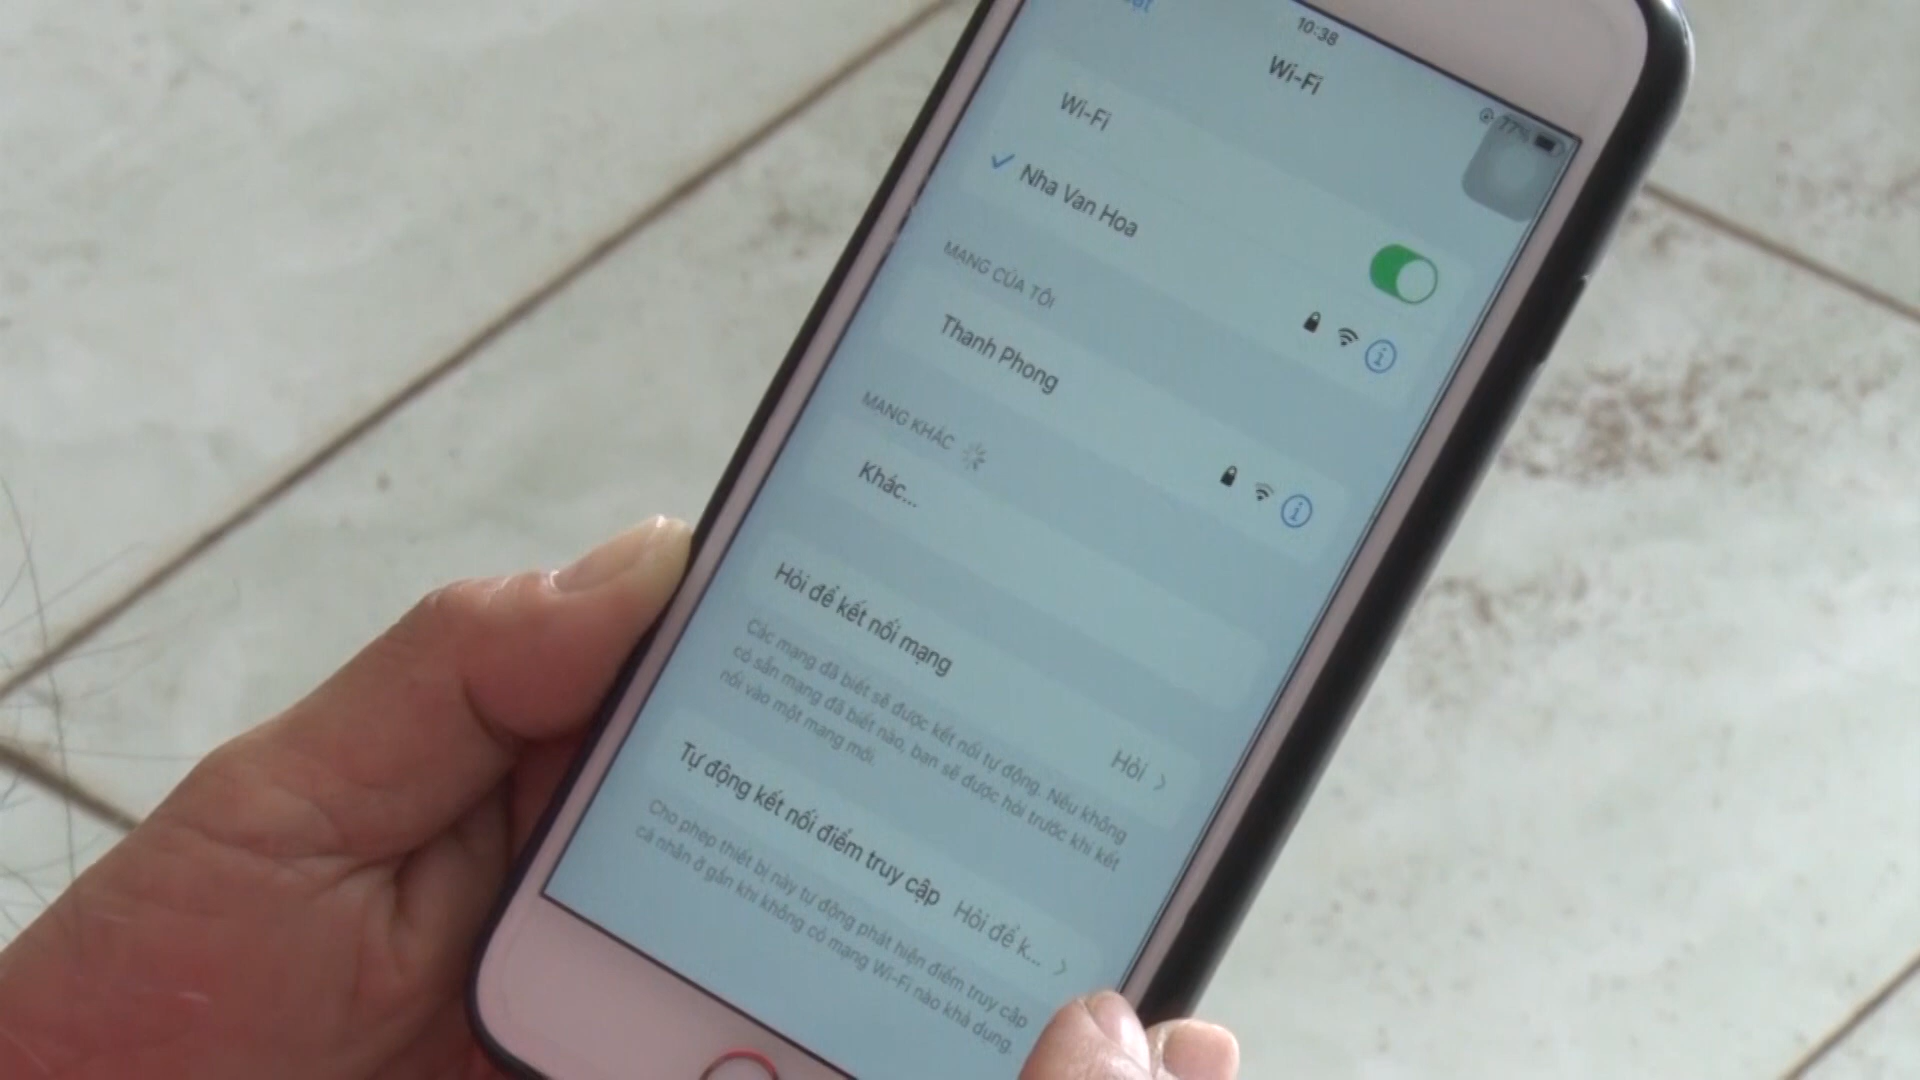 10:38
77%
Wi-Fi
Wi-Fi
Nha Van Hoa
MẠNG CỦA TÔI
Thanh Phong
MẠNG KHÁC
Khác...
Hỏi để kết nối mạng
Hỏi
Các mạng đã biết sẽ được kết nối tự động. Nếu không
có sẵn mạng đã biết nào, bạn sẽ được hỏi trước khi kết
nối vào một mạng mới.
Tự động kết nối điểm truy cập
Hỏi để k...
Cho phép thiết bị này tự động phát hiện điểm truy cập
cá nhân ở gần khi không có mạng Wi-Fi nào khả dụng.